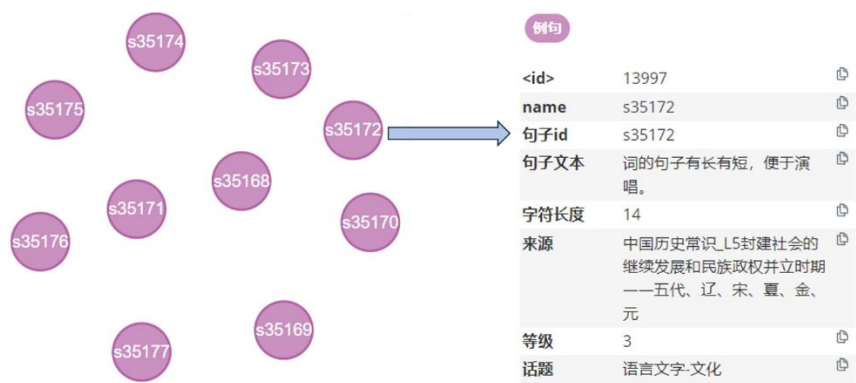 s35174
s35173
s35175
s35172
s35168
s35171
s35170
s35176
s35169
s35177
例句
<id> 13997
name s35172
句子id s35172
句子文本 词的句子有长有短，便于演
唱。
字符长度 14
来源 中国历史常识_L5封建社会的
继续发展和民族政权并立时期
——五代、辽、宋、夏、金、
元
等级 3
话题 语言文字-文化